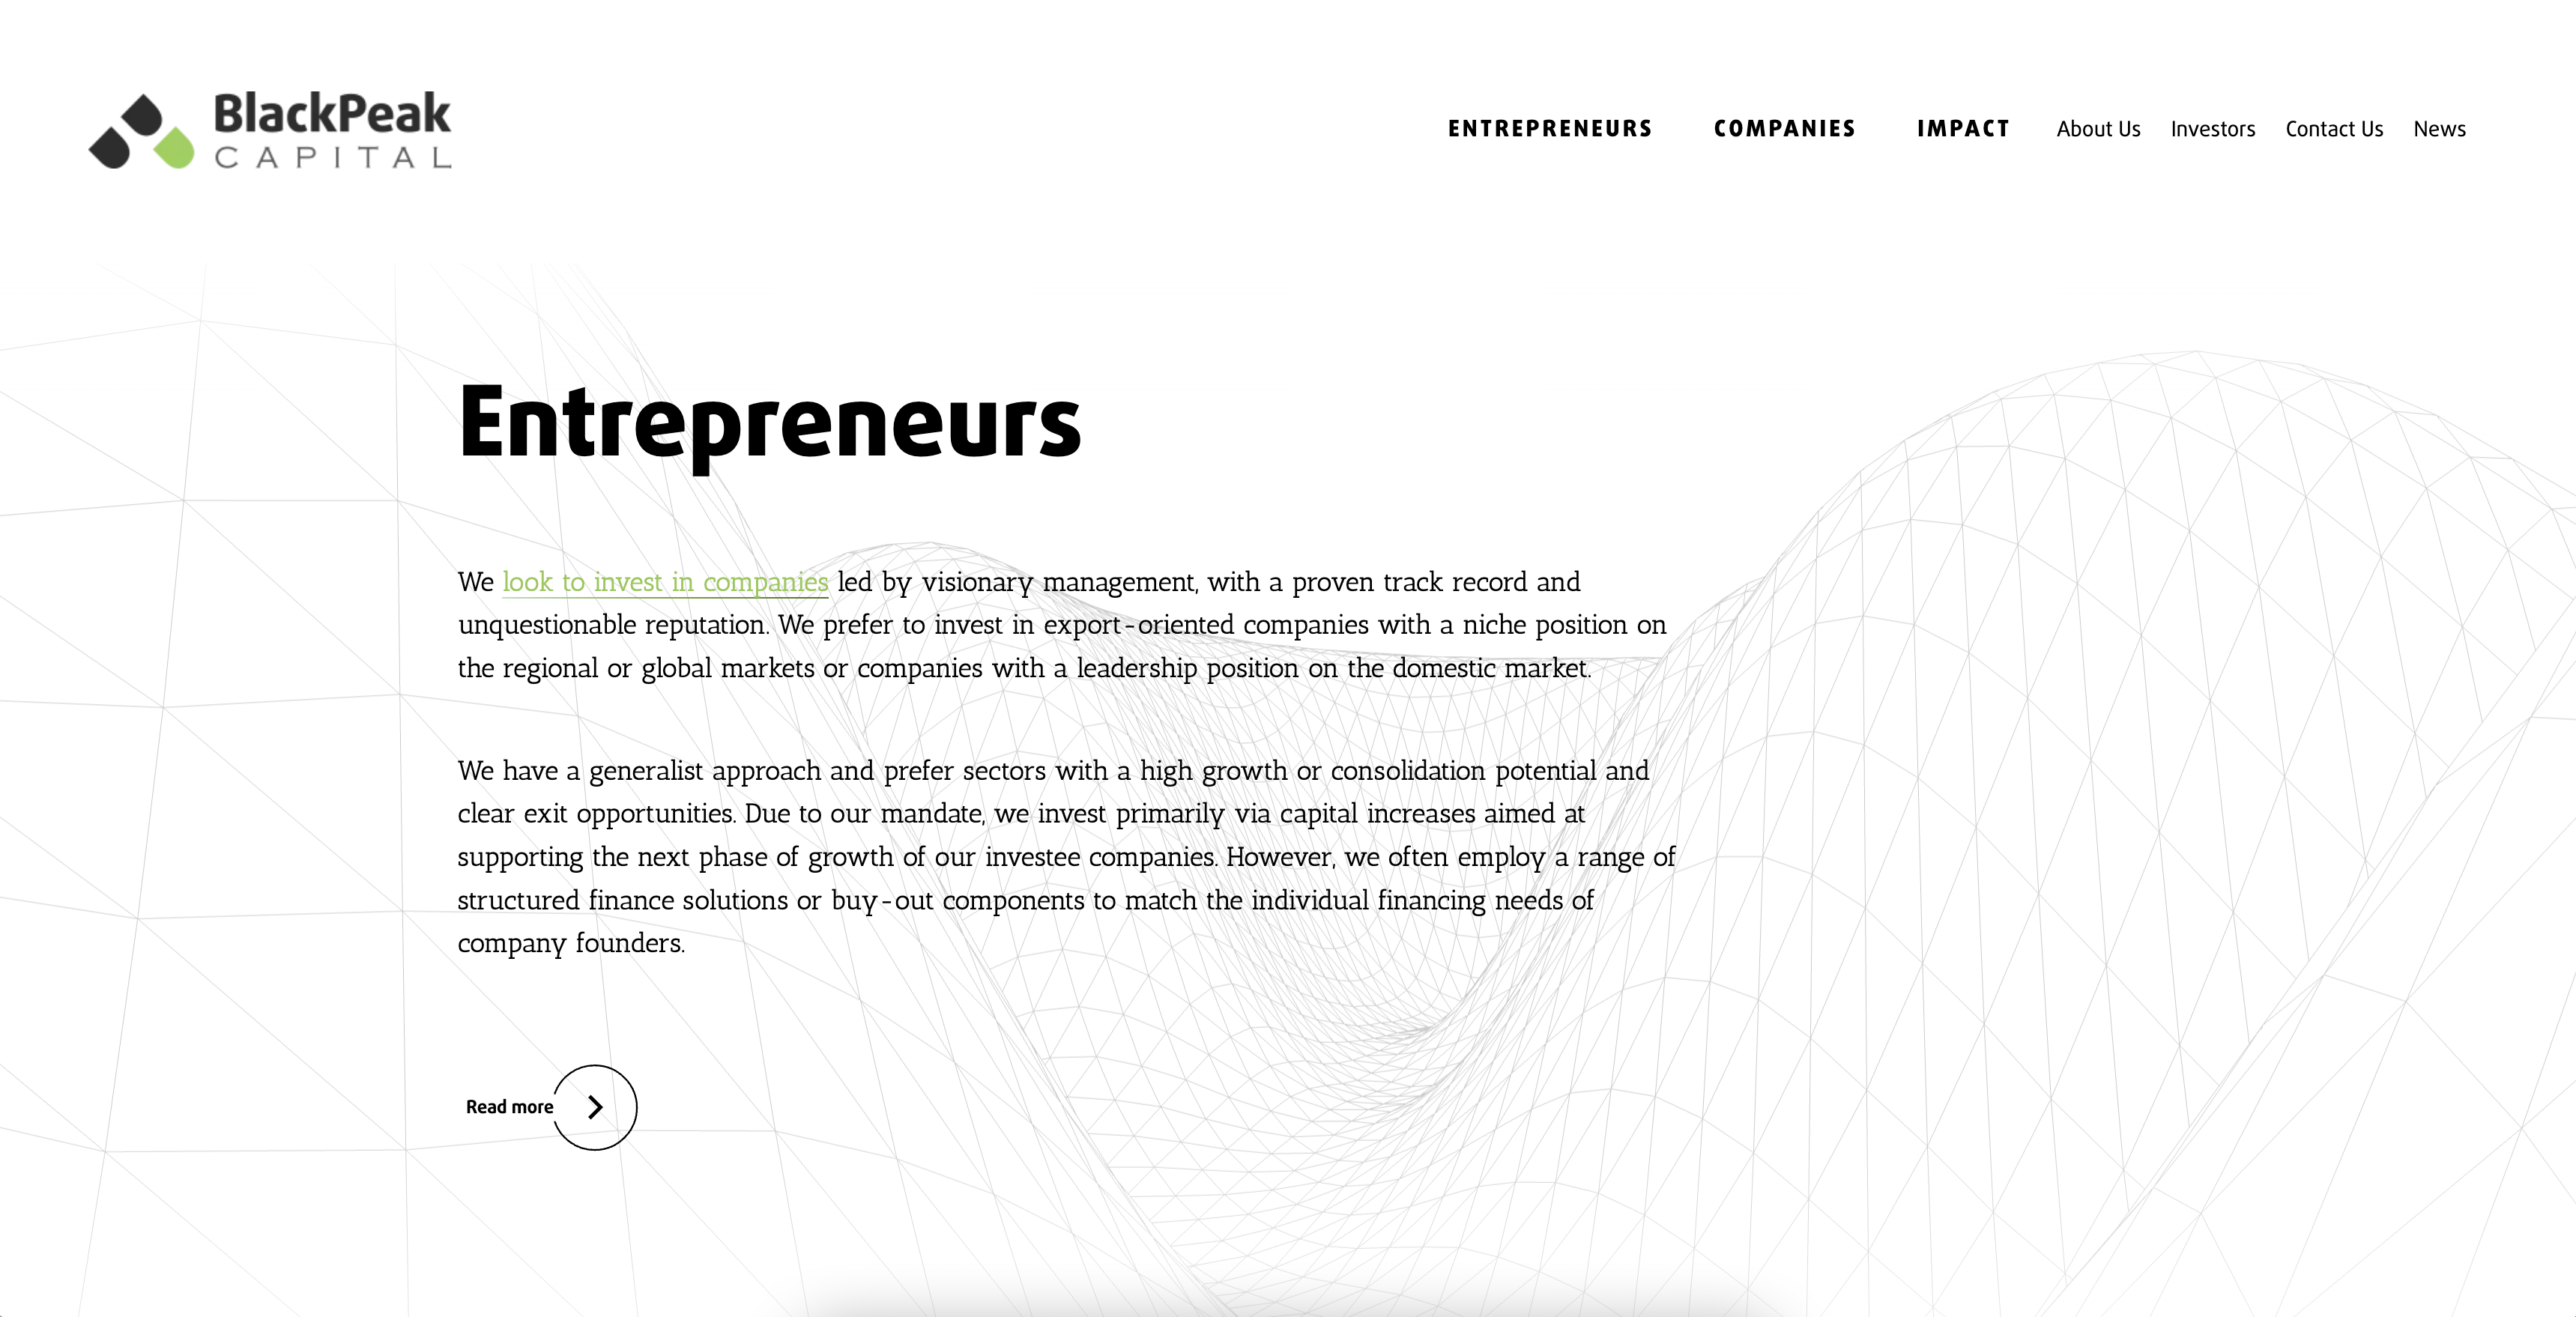 BlackPeak
CAPITAL
ENTREPRENEURS COMPANIES IMPACT About Us Investors Contact Us News
Entrepreneurs
We look to invest in companies led by visionary management, with a proven track record and
unquestionable reputation. We prefer to invest in export-oriented companies with a niche position on
the regional or global markets or companies with a leadership position on the domestic market.
We have a generalist approach and prefer sectors with a high growth or consolidation potential and
clear exit opportunities. Due to our mandate, we invest primarily via capital increases aimed at
supporting the next phase of growth of our investee companies. However, we often employ a range of
structured finance solutions or buy-out components to match the individual financing needs of
company founders.
Read more